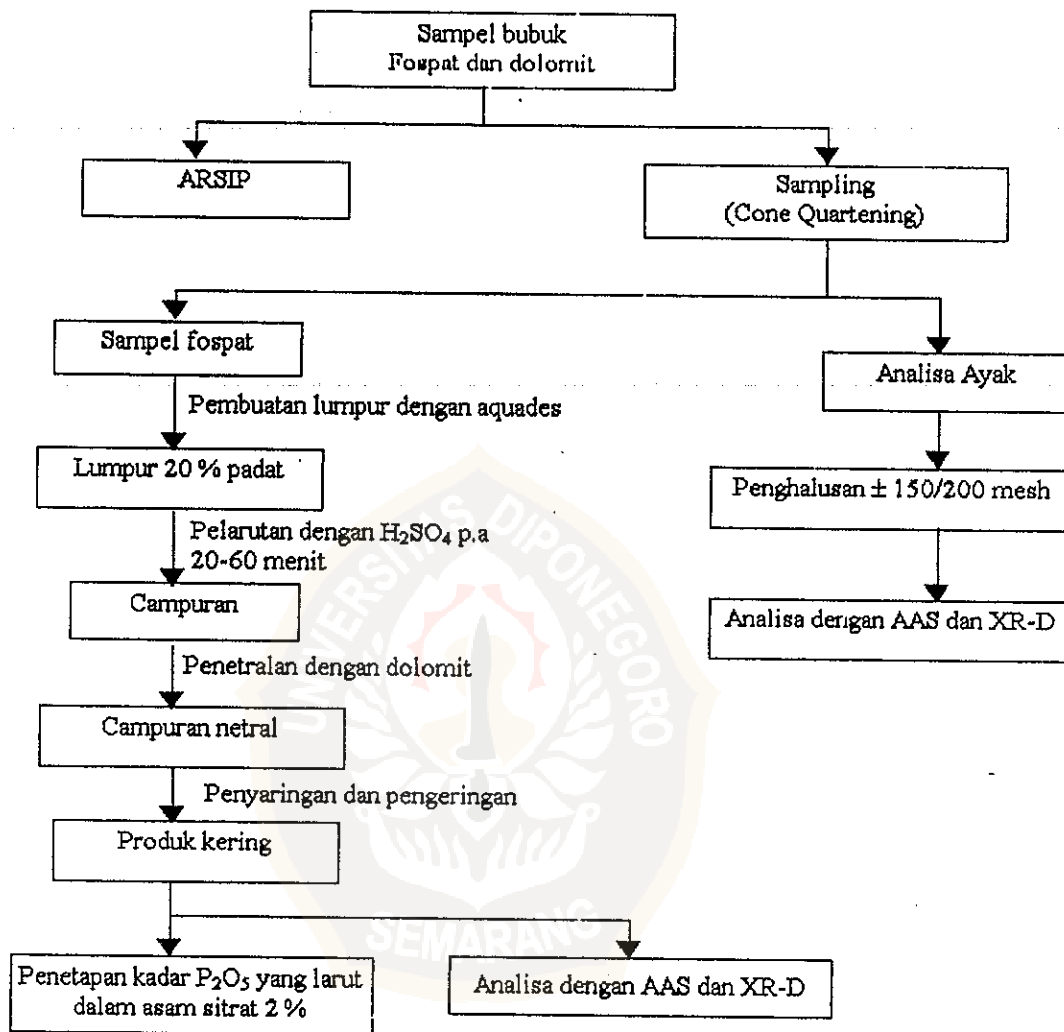 Sampel bubuk
Fospat dan dolomit
ARSIP
Sampling
(Cone Quartening)
Sampel fospat
Analisa Ayak
Pembuatan lumpur dengan aquades
Lumpur 20 % padat
Penghalusan ± 150/200 mesh
Pelarutan dengan H₂SO₄ p.a
20-60 menit
Campuran
Analisa dengan AAS dan XR-D
Penetralan dengan dolomit
Campuran netral
Penyaringan dan pengeringan
Produk kering
Penetapan kadar P₂O₅ yang larut
dalam asam sitrat 2 %
Analisa dengan AAS dan XR-D
UNIVERSITAS DIPONEGORO
SEMARANG